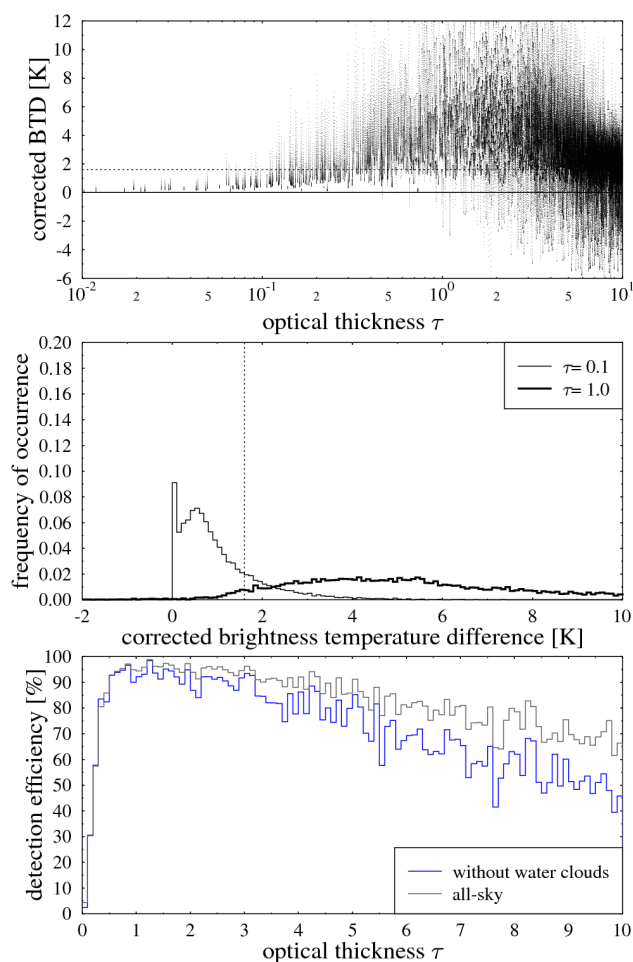 12
10
8
6
4
2
0
-2
-4
-6
corrected BTD [K]
10-2 2 5 10-1 2 5 100 2 5 101
optical thickness τ
0.20
0.18
0.16
0.14
0.12
0.10
0.08
0.06
0.04
0.02
0.00
frequency of occurrence
τ= 0.1
τ= 1.0
-2 0 2 4 6 8 10
corrected brightness temperature difference [K]
100
90
80
70
60
50
40
30
20
10
0
detection efficiency [%]
without water clouds
all-sky
0 1 2 3 4 5 6 7 8 9 10
optical thickness τ